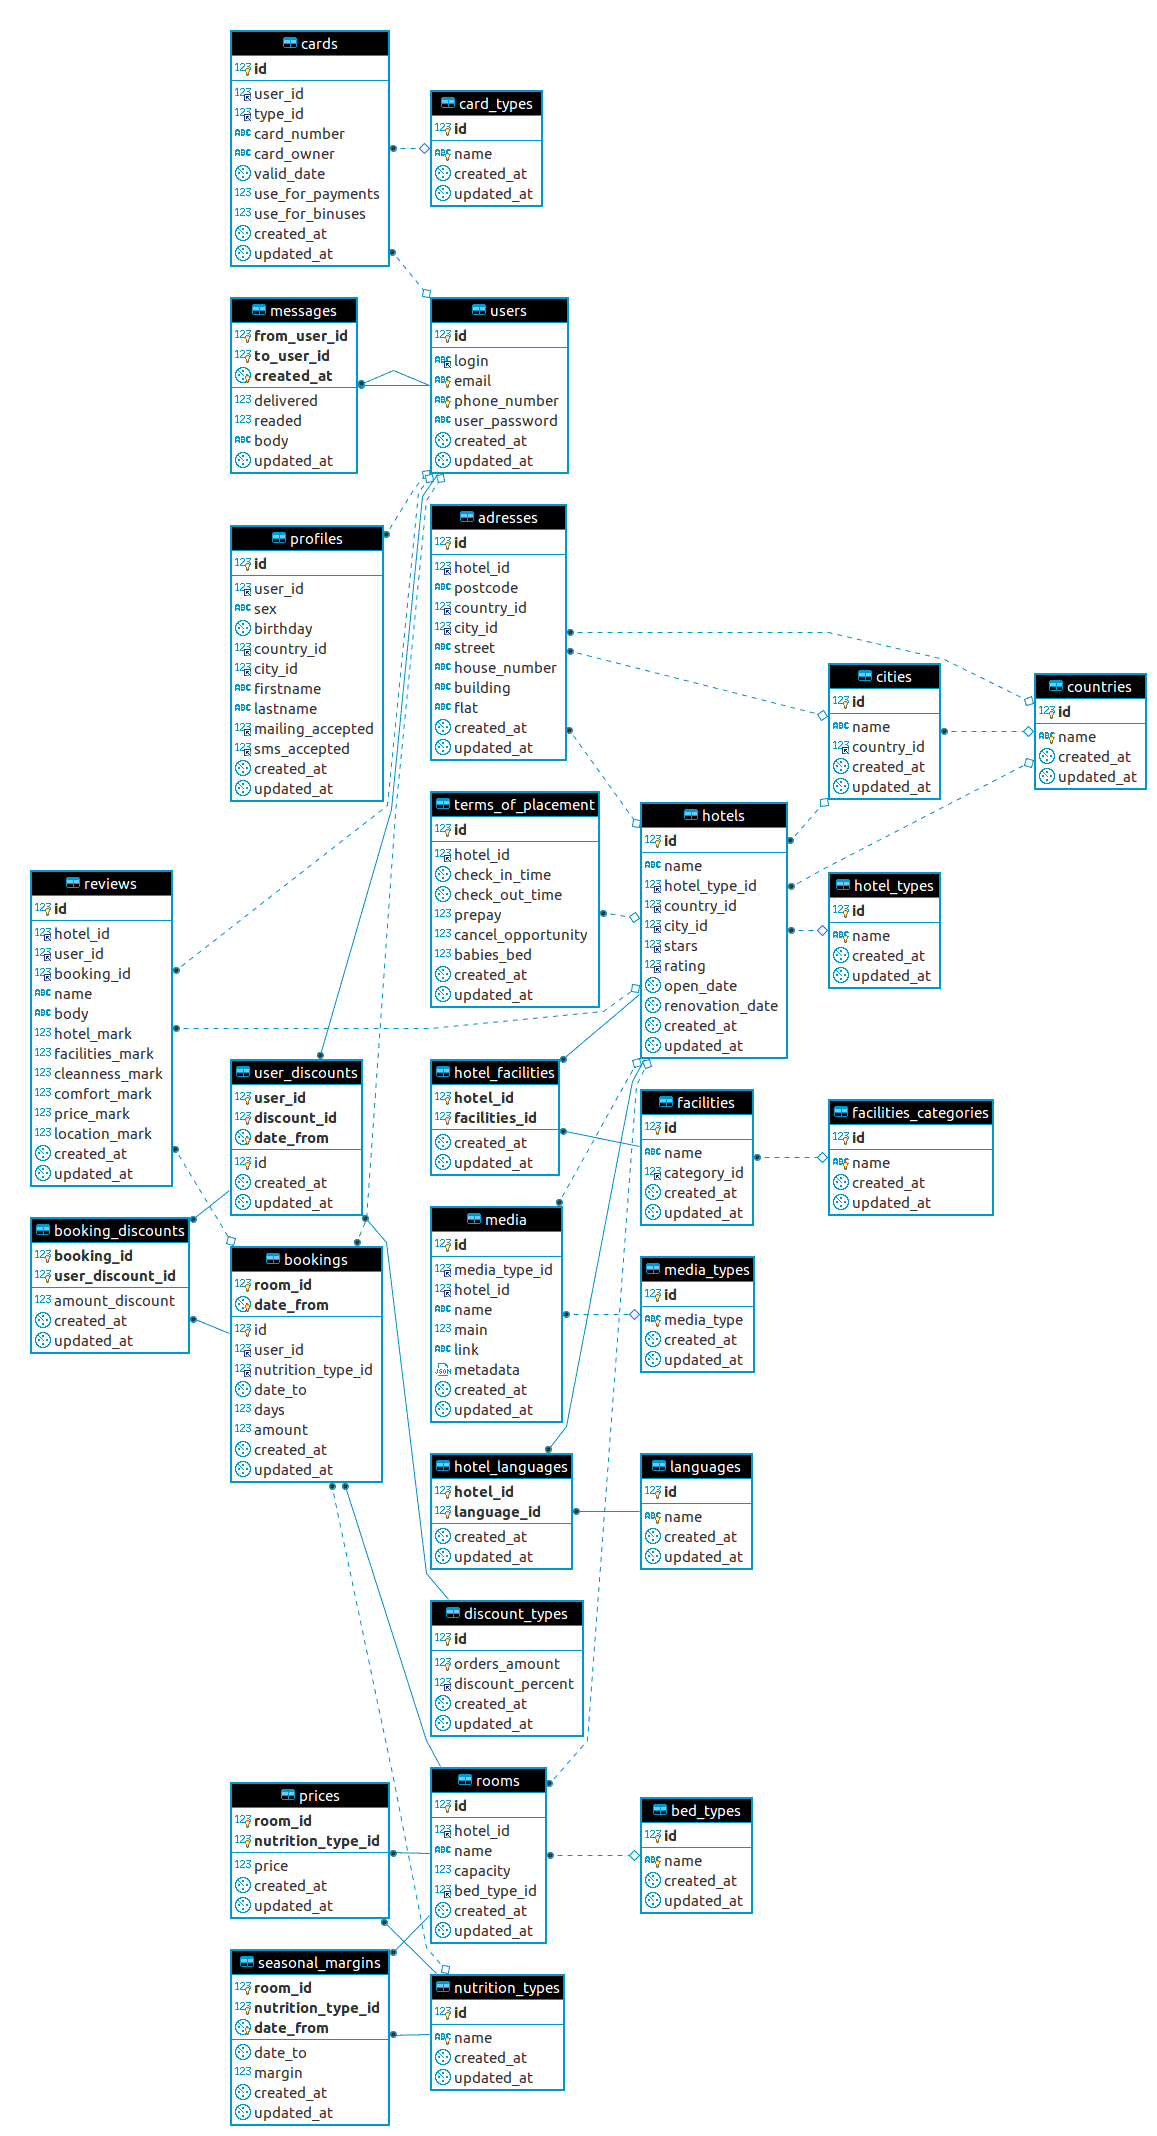 cards
id
user_id
type_id
card_number
card_owner
valid_date
use_for_payments
use_for_binuses
created_at
updated_at
card_types
id
name
created_at
updated_at
messages
from_user_id
to_user_id
created_at
delivered
readed
body
updated_at
users
id
login
email
phone_number
user_password
created_at
updated_at
profiles
id
user_id
sex
birthday
country_id
city_id
firstname
lastname
mailing_accepted
sms_accepted
created_at
updated_at
adresses
id
hotel_id
postcode
country_id
city_id
street
house_number
building
flat
created_at
updated_at
cities
id
name
country_id
created_at
updated_at
countries
id
name
created_at
updated_at
terms_of_placement
id
hotel_id
check_in_time
check_out_time
prepay
cancel_opportunity
babies_bed
created_at
updated_at
hotels
id
name
hotel_type_id
country_id
city_id
stars
rating
open_date
renovation_date
created_at
updated_at
hotel_types
id
name
created_at
updated_at
reviews
id
hotel_id
user_id
booking_id
name
body
hotel_mark
facilities_mark
cleanness_mark
comfort_mark
price_mark
location_mark
created_at
updated_at
user_discounts
user_id
discount_id
date_from
id
created_at
updated_at
hotel_facilities
hotel_id
facilities_id
created_at
updated_at
facilities
id
name
category_id
created_at
updated_at
facilities_categories
id
name
created_at
updated_at
booking_discounts
booking_id
user_discount_id
amount_discount
created_at
updated_at
bookings
room_id
date_from
id
user_id
nutrition_type_id
date_to
days
amount
created_at
updated_at
media
id
media_type_id
hotel_id
name
main
link
metadata
created_at
updated_at
media_types
id
media_type
created_at
updated_at
hotel_languages
hotel_id
language_id
created_at
updated_at
languages
id
name
created_at
updated_at
discount_types
id
orders_amount
discount_percent
created_at
updated_at
prices
room_id
nutrition_type_id
price
created_at
updated_at
rooms
id
hotel_id
name
capacity
bed_type_id
created_at
updated_at
bed_types
id
name
created_at
updated_at
seasonal_margins
room_id
nutrition_type_id
date_from
date_to
margin
created_at
updated_at
nutrition_types
id
name
created_at
updated_at